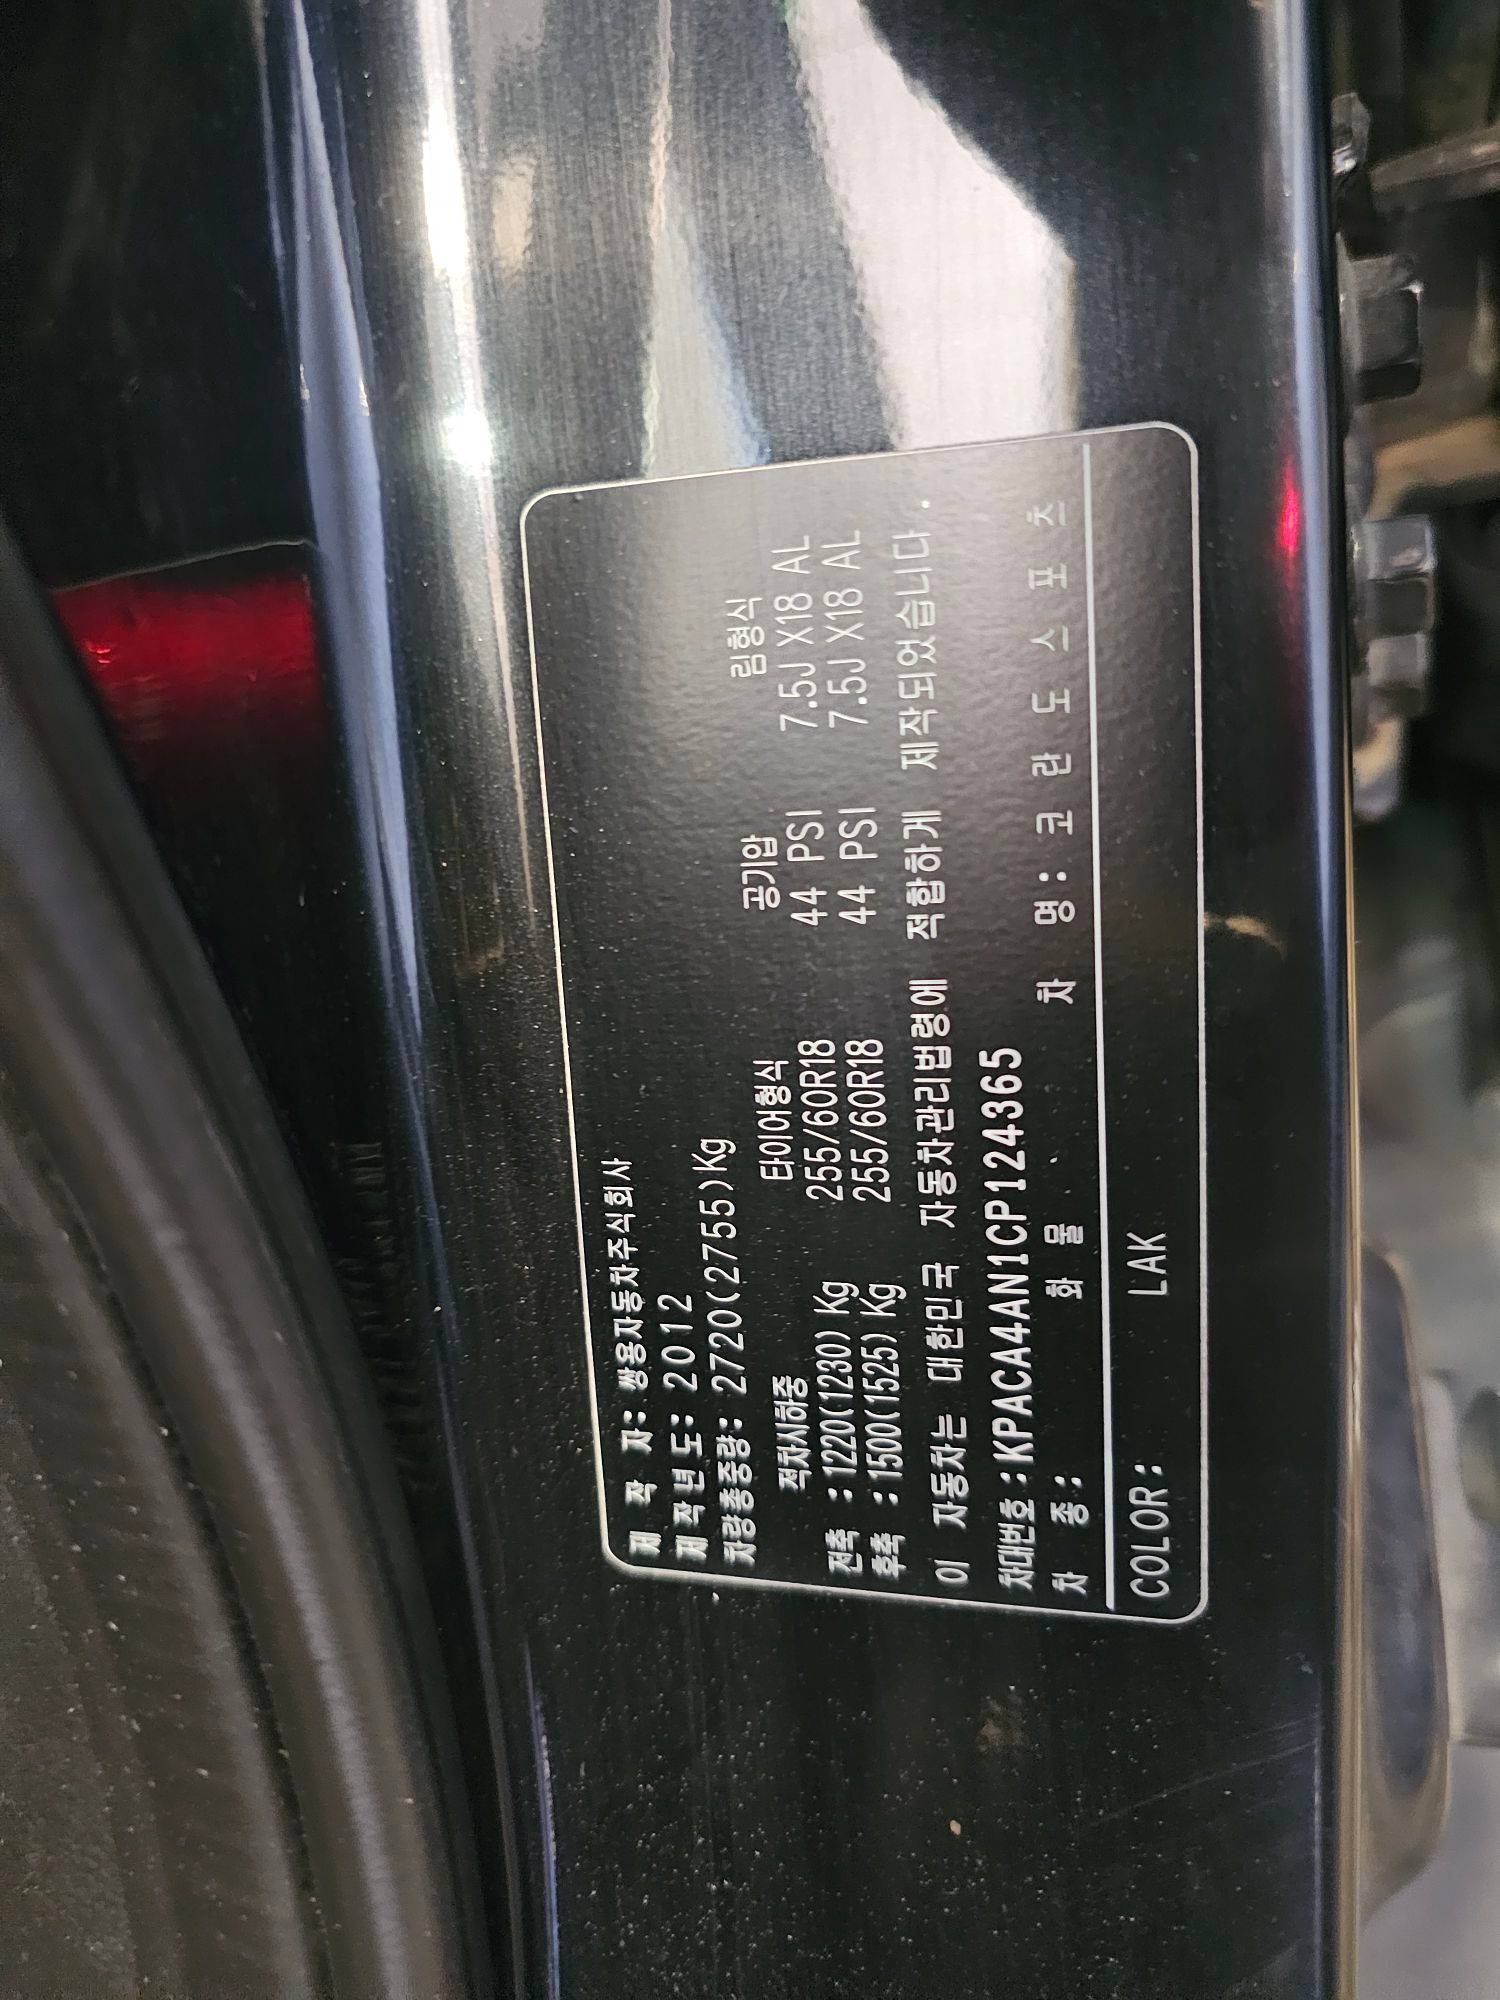 제 작 자: 쌍용자동차주식회사
제 작 년 도: 2012
차량총중량: 2720(2755)Kg
적차시하중 타이어형식 공기압 림형식
전축 : 1220(1230) Kg 255/60R18 44 PSI 7.5J X18 AL
후축 : 1500(1525) Kg 255/60R18 44 PSI 7.5J X18 AL
이 자동차는 대한민국 자동차관리법령에 적합하게 제작되었습니다.
차대번호 : KPACA4AN1CP124365
차 종: 화 물 차 명: 코 란 도 스 포 츠
COLOR: LAK